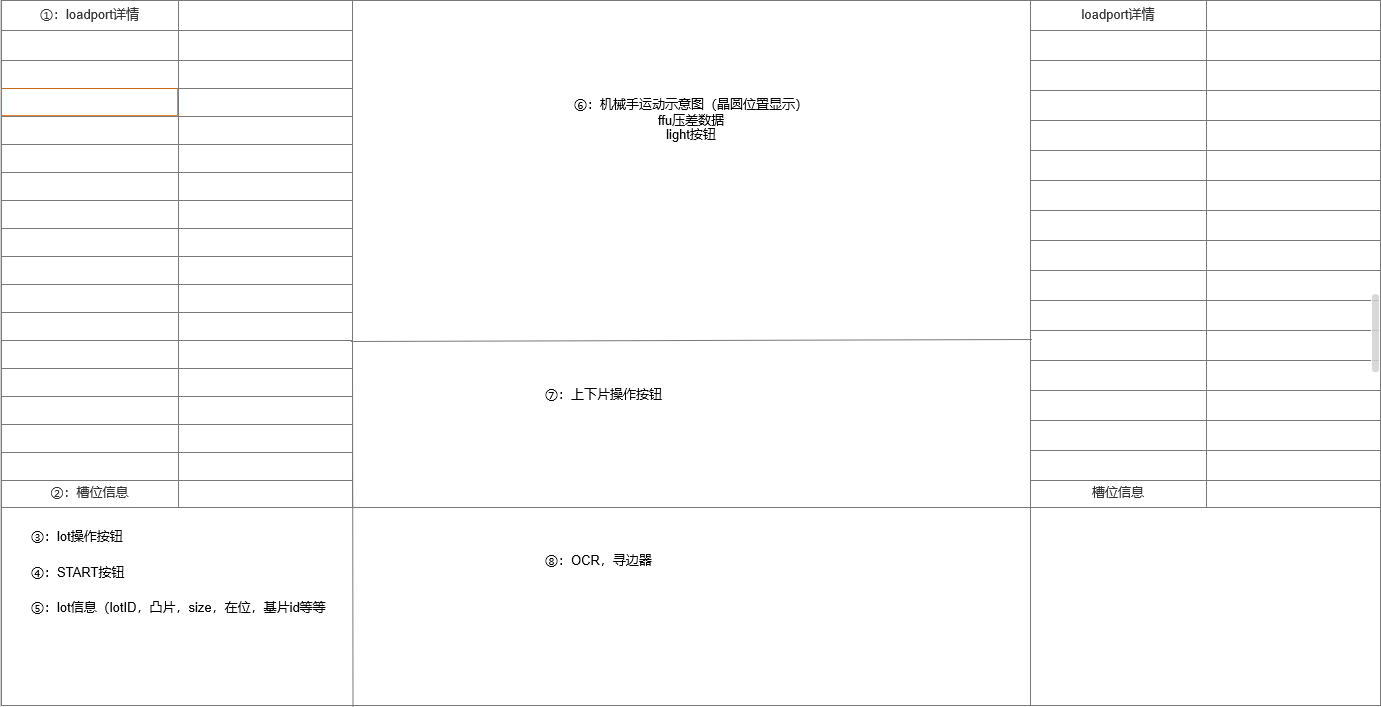 ①：loadport详情
loadport详情
⑥：机械手运动示意图（晶圆位置显示）
ffu压差数据
light按钮
⑦：上下片操作按钮
②：槽位信息
槽位信息
③：lot操作按钮
④：START按钮
⑤：lot信息（lotID，凸片，size，在位，基片id等等
⑧：OCR，寻边器